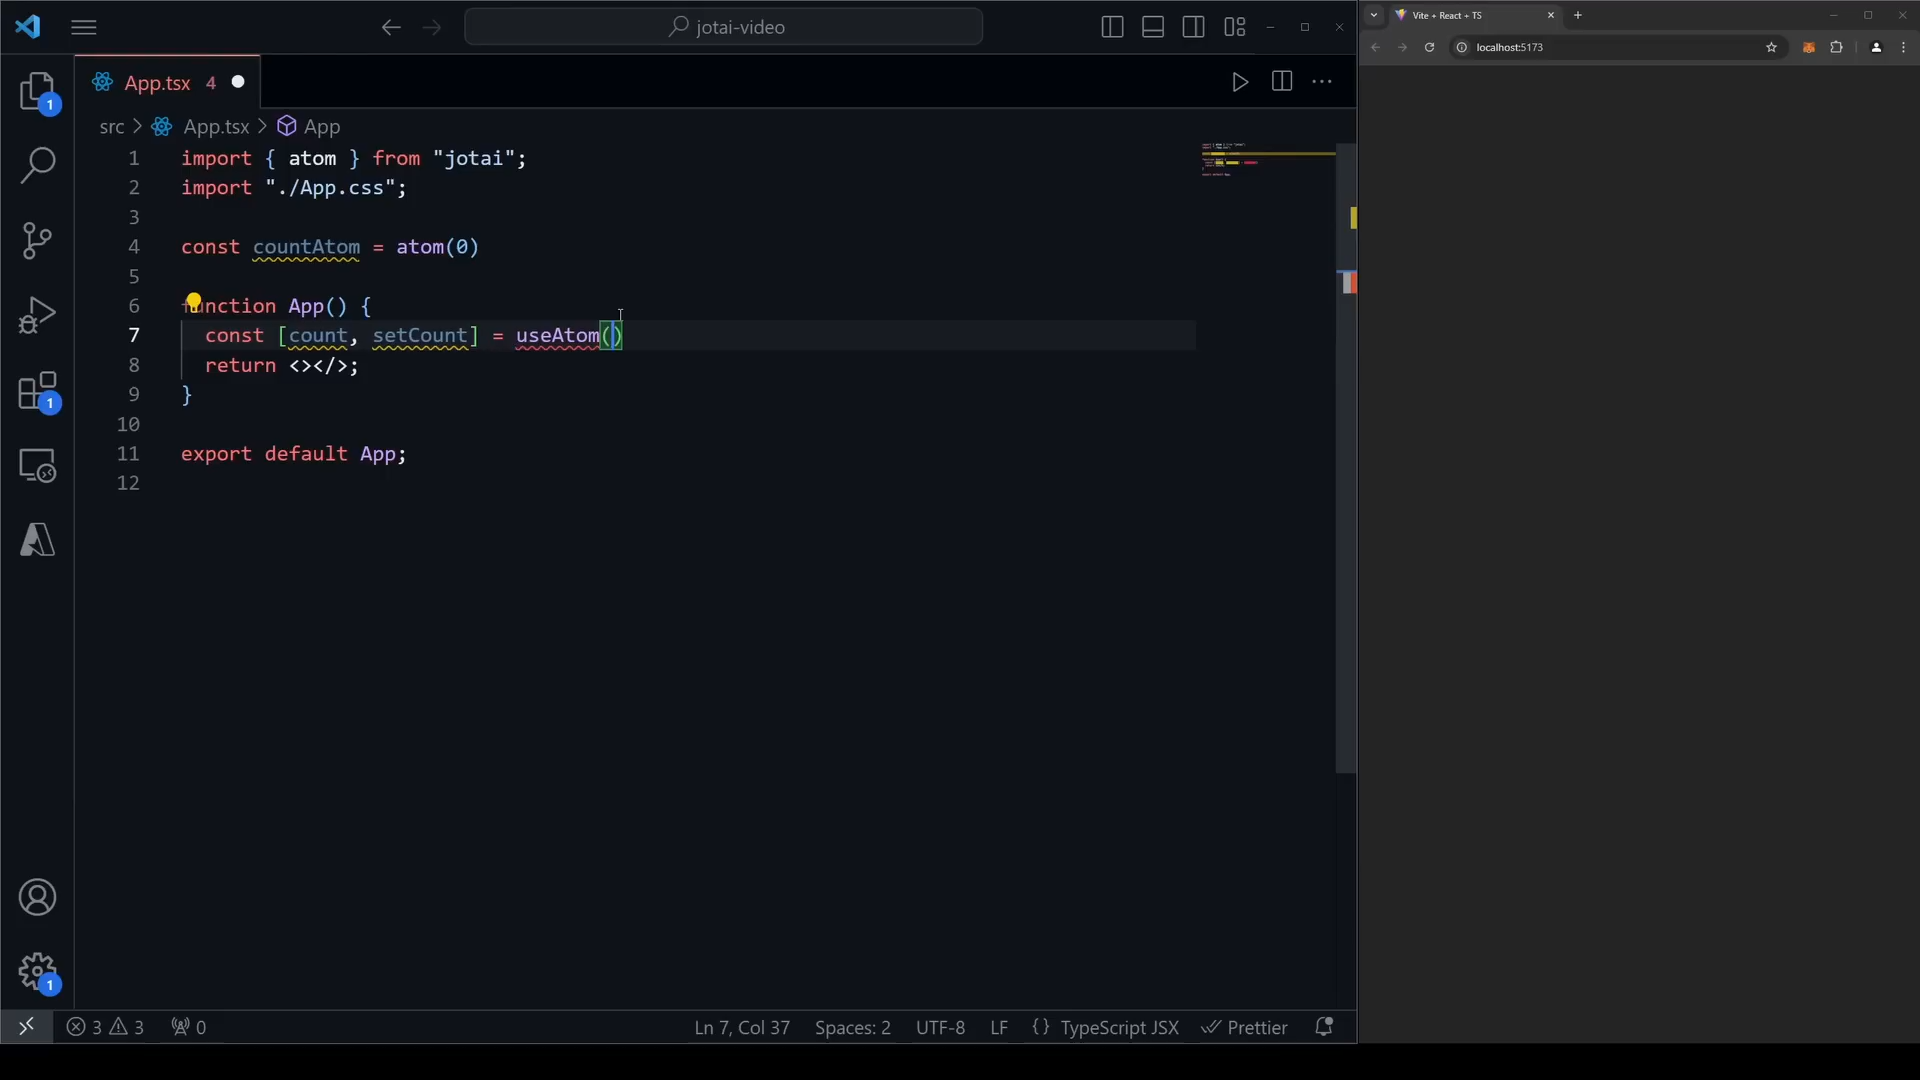 jotai-video
Vite + React + TS
localhost:5173
App.tsx 4
src > App.tsx > App
1 import { atom } from "jotai";
2 import "./App.css";
3
4 const countAtom = atom(0)
5
6 function App() {
7 const [count, setCount] = useAtom()
8 return <></>;
9 }
10
11 export default App;
12
1
1
1
3 3 0
Ln 7, Col 37 Spaces: 2 UTF-8 LF {} TypeScript JSX Prettier